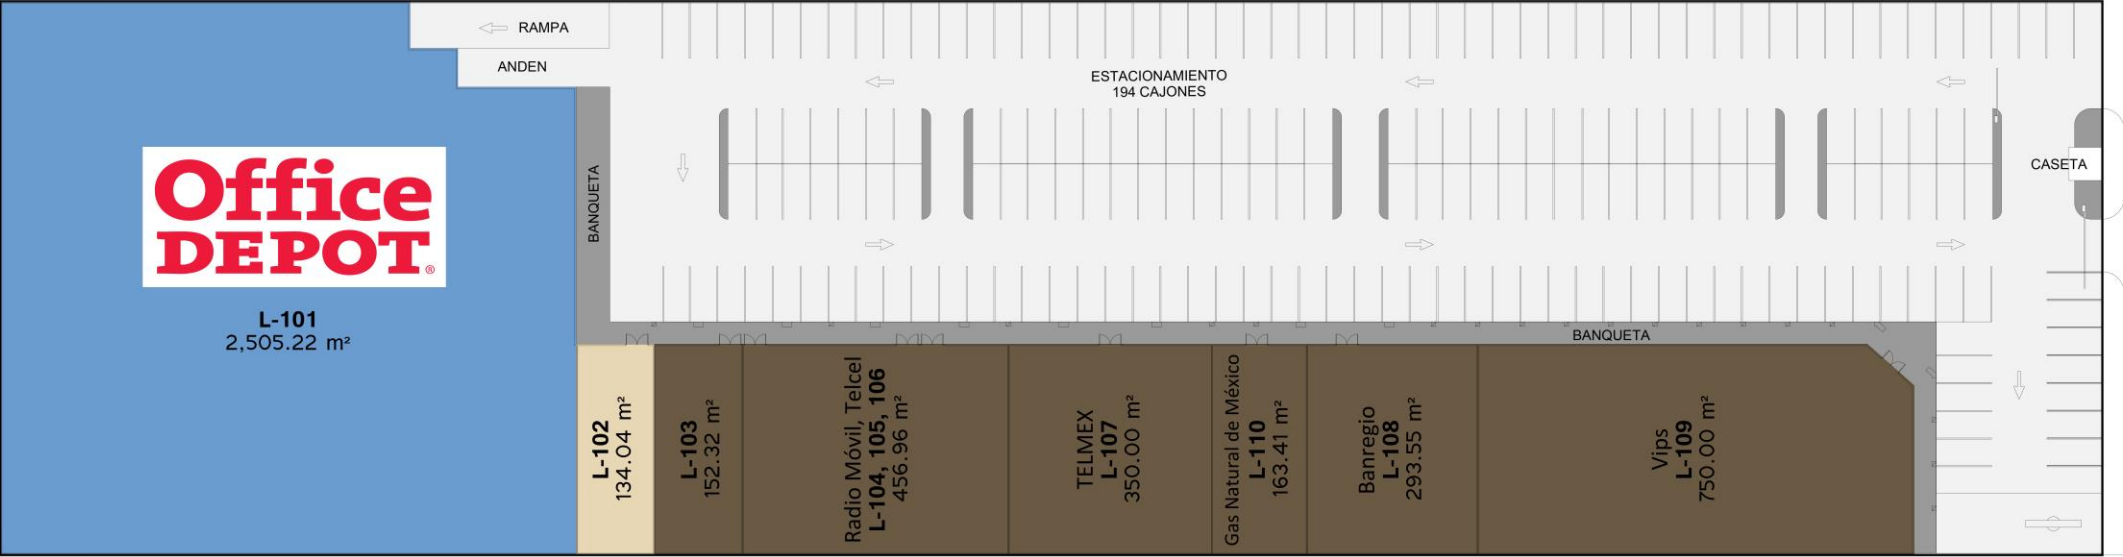 RAMPA
ANDEN
ESTACIONAMIENTO
194 CAJONES
CASETA
BANQUETA
Office
DEPOT®
L-101
2,505.22 m²
BANQUETA
L-102
134.04 m²
L-103
152.32 m²
Radio Móvil, Telcel
L-104, 105, 106
456.96 m²
TELMEX
L-107
350.00 m²
Gas Natural de México
L-110
163.41 m²
Banregio
L-108
293.55 m²
Vips
L-109
750.00 m²